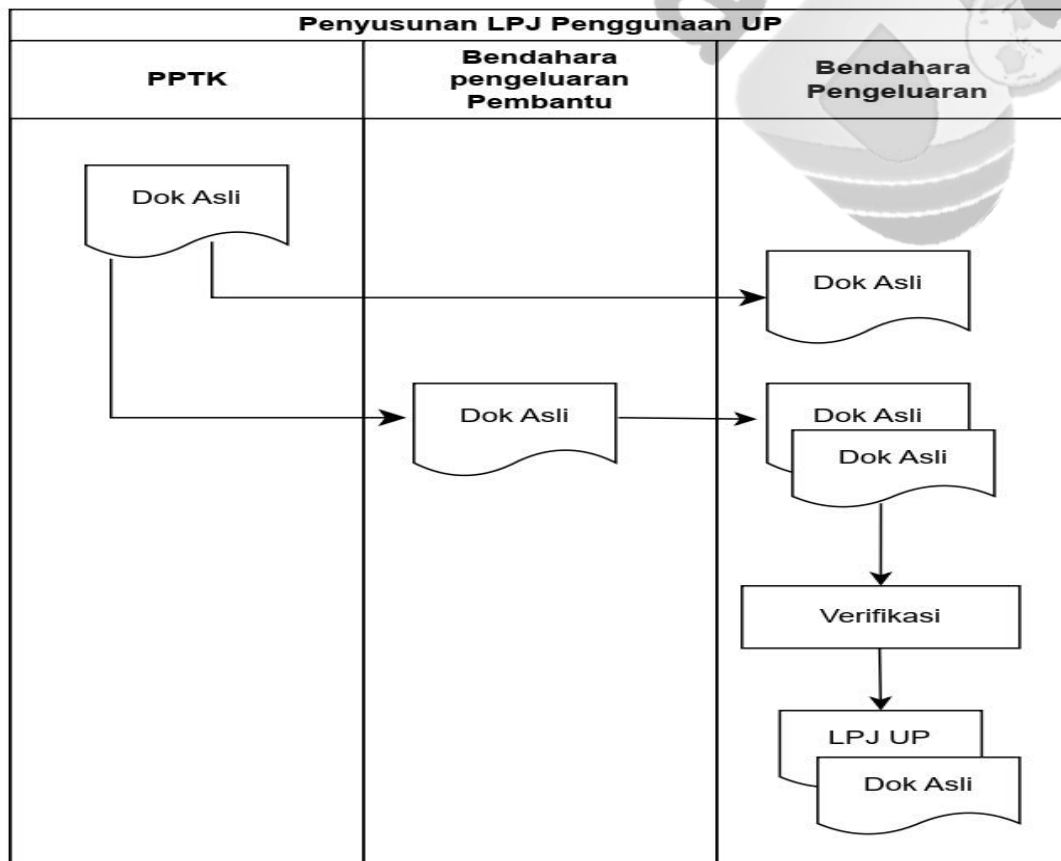 Penyusunan LPJ Penggunaan UP
PPTK
Bendahara
pengeluaran
Pembantu
Bendahara
Pengeluaran
Dok Asli
Dok Asli
Dok Asli
Dok Asli
Dok Asli
Verifikasi
LPJ UP
Dok Asli